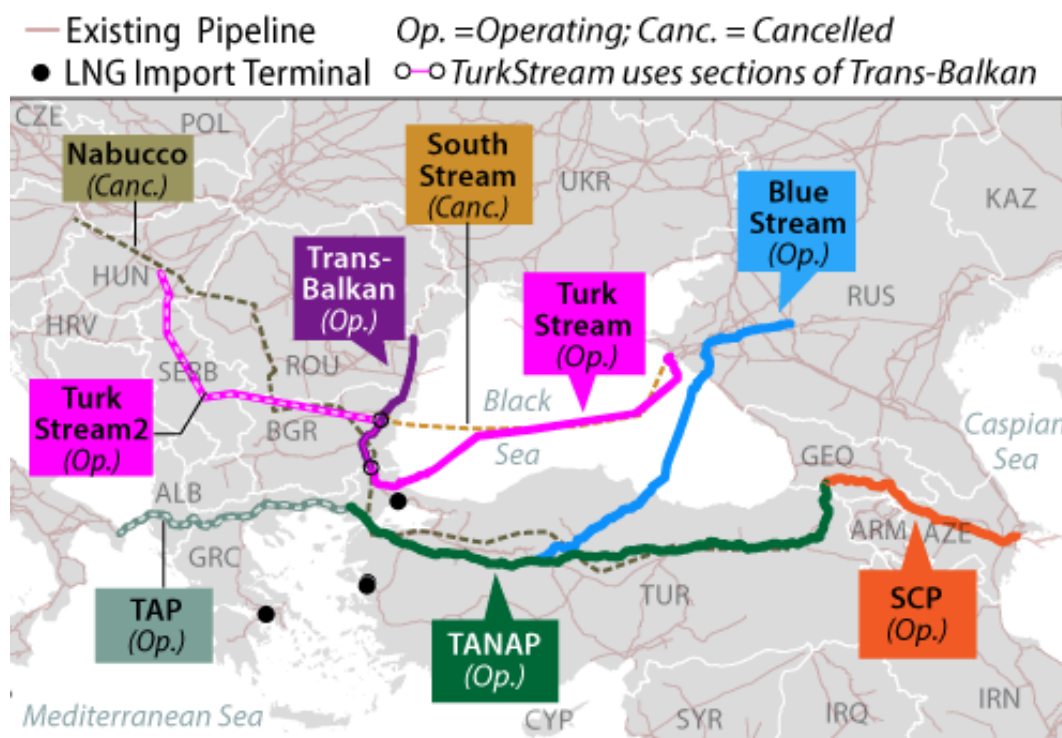 Existing Pipeline
Op. =Operating; Canc. = Cancelled
LNG Import Terminal
TurkStream uses sections of Trans-Balkan
CZE
POL
Nabucco
(Canc.)
South
Stream
(Canc.)
UKR
Blue
Stream
(Op.)
KAZ
HUN
Trans-
Balkan
(Op.)
Turk
Stream
(Op.)
RUS
HRV
SERB
ROU
Turk
Stream2
(Op.)
BGR
Black
Sea
Caspian
Sea
GEO
ALB
ARM
AZE
GRC
TAP
(Op.)
TUR
TANAP
(Op.)
SCP
(Op.)
Mediterranean Sea
CYP
SYR
IRQ
IRN